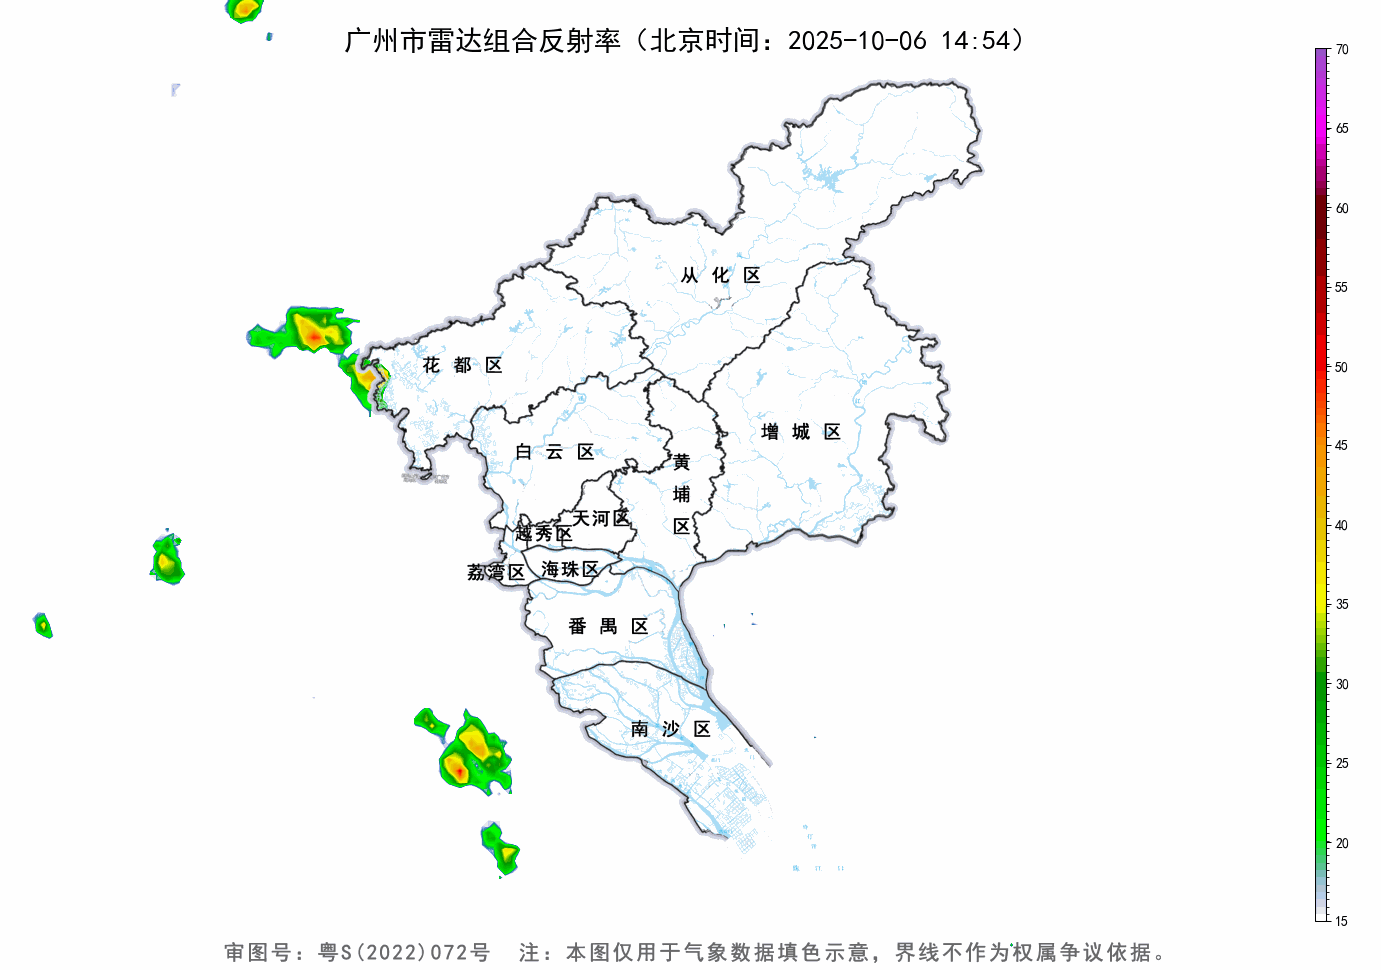 广州市雷达组合反射率（北京时间：2025-10-06 14:54）
70
65
60
55
50
45
40
35
30
25
20
15
从化区
花都区
增城区
白云区
黄埔区
天河区
越秀区
荔湾区
海珠区
番禺区
南沙区
审图号：粤S(2022)072号 注：本图仅用于气象数据填色示意，界线不作为权属争议依据。